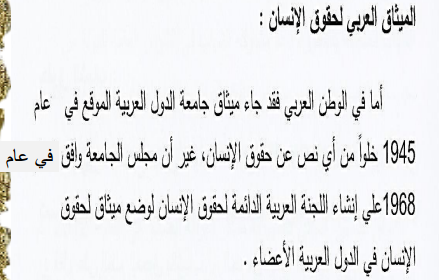 الميثاق العربي لحقوق الإنسان :
أما في الوطن العربي فقد جاء ميثاق جامعة الدول العربية الموقع في عام
1945 خلواً من أي نص عن حقوق الإنسان، غير أن مجلس الجامعة وافق في عام
1968علي إنشاء اللجنة العربية الدائمة لحقوق الإنسان لوضع ميثاق لحقوق
الإنسان في الدول العربية الأعضاء .